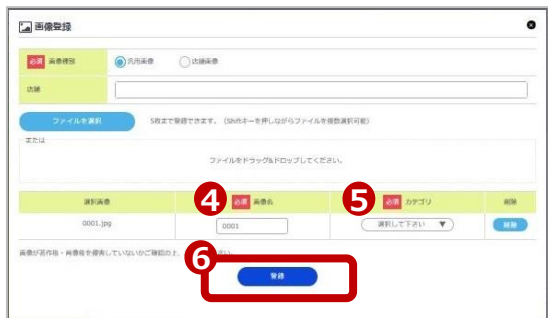 画像登録
必須 画像種別 汎用画像 店舗画像
店舗
ファイルを選択 5枚まで登録できます。(Shiftキーを押しながらファイルを複数選択可能)
または
ファイルをドラッグ&ドロップしてください。
選択画像 4 必須 画像名 5 必須 カテゴリ 削除
0001.jpg 0001 選択して下さい ▼ 削除
画像が著作権・肖像権を侵害していないかご確認の上、
さい。
6
登録